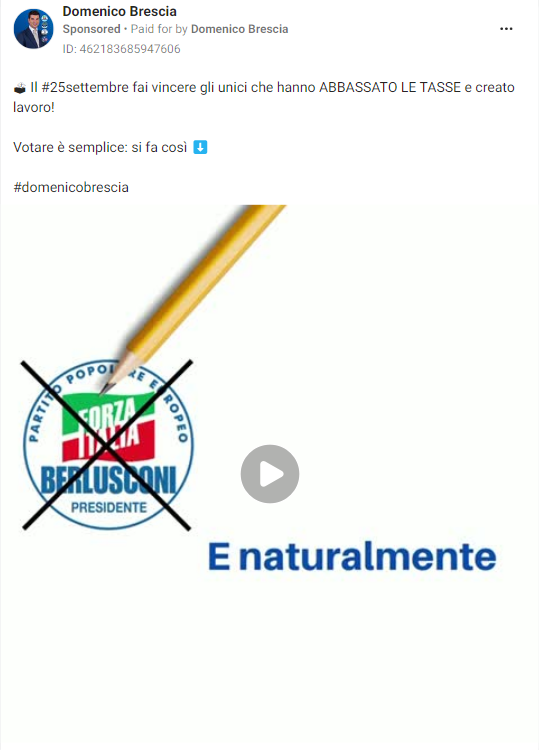 Domenico Brescia
Sponsored • Paid for by Domenico Brescia
ID: 462183685947606
🗳️ Il #25settembre fai vincere gli unici che hanno ABBASSATO LE TASSE e creato
lavoro!
Votare è semplice: si fa così ⬇️
#domenicobrescia
PARTITO POPOLARE EUROPEO
FORZA
ITALIA
BERLUSCONI
PRESIDENTE
E naturalmente